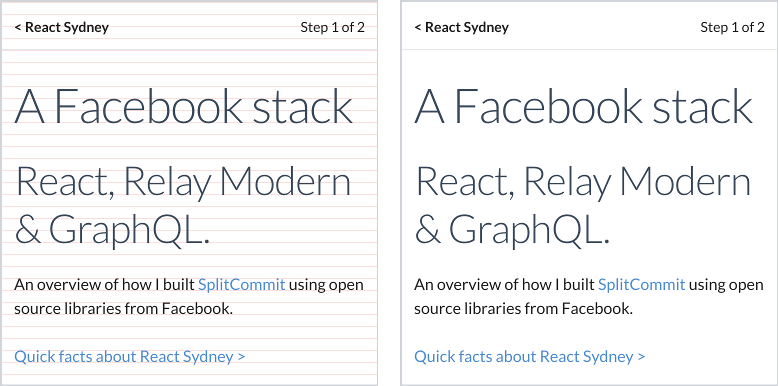 < React Sydney
Step 1 of 2
A Facebook stack
React, Relay Modern
& GraphQL.
An overview of how I built SplitCommit using open
source libraries from Facebook.
Quick facts about React Sydney >
< React Sydney
Step 1 of 2
A Facebook stack
React, Relay Modern
& GraphQL.
An overview of how I built SplitCommit using open
source libraries from Facebook.
Quick facts about React Sydney >